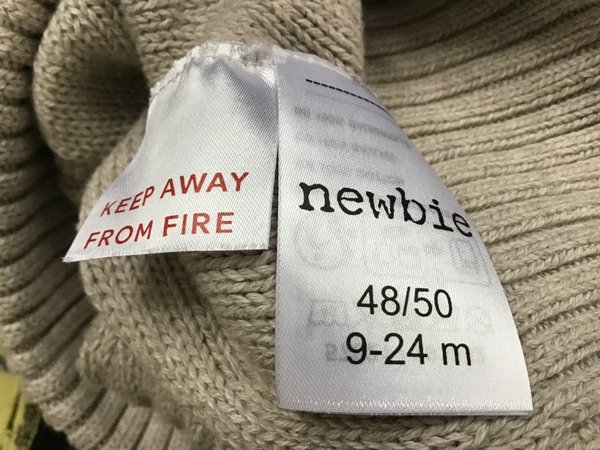 KEEP AWAY
FROM FIRE
newbie
48/50
9-24 m